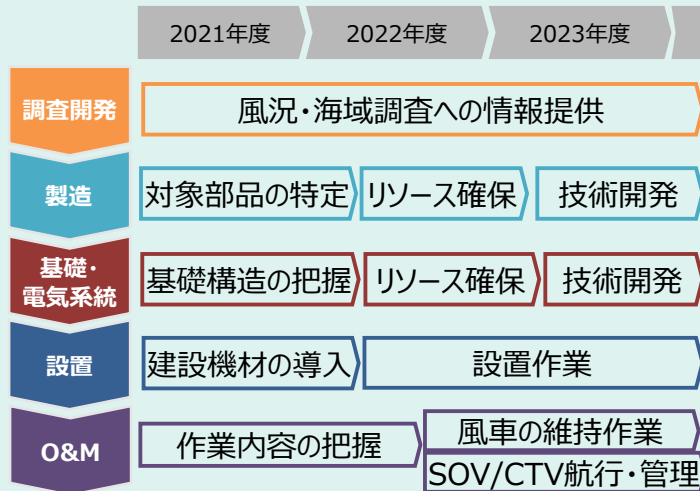 2021年度 2022年度 2023年度
調査開発 風況・海域調査への情報提供
製造 対象部品の特定 リソース確保 技術開発
基礎・
電気系統 基礎構造の把握 リソース確保 技術開発
設置 建設機材の導入 設置作業
O&M 作業内容の把握 風車の維持作業
SOV/CTV航行・管理